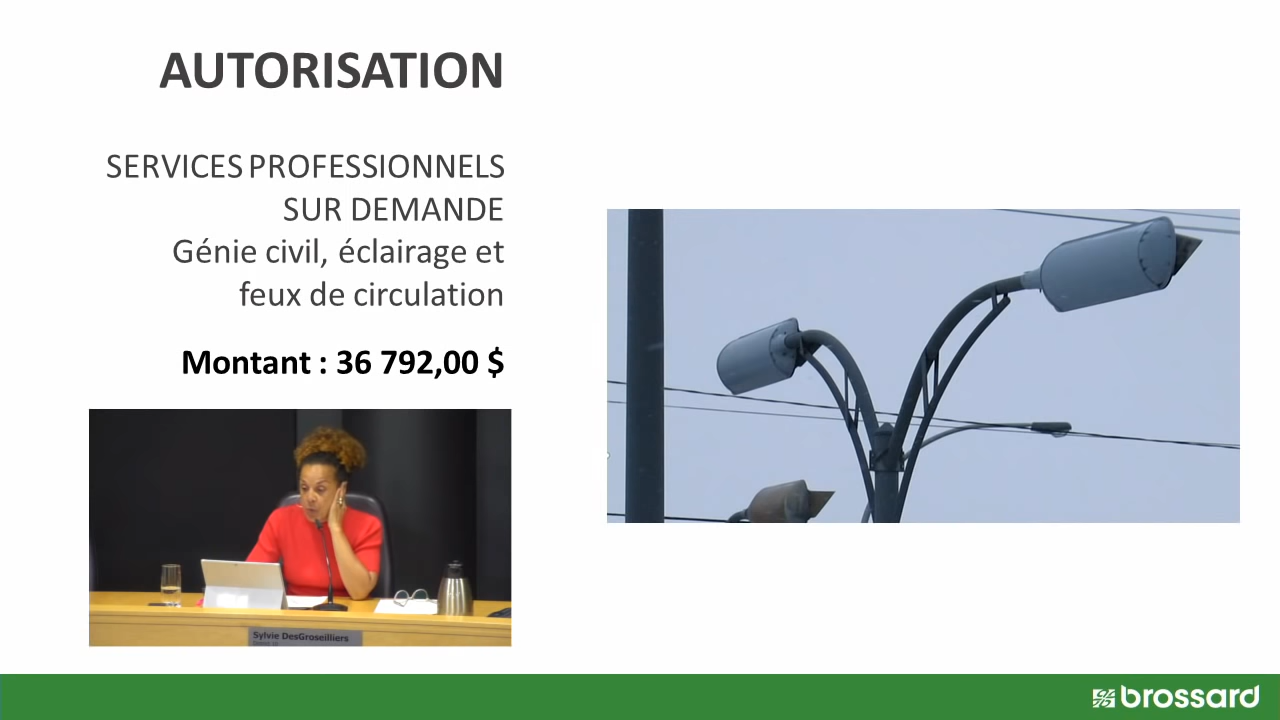 AUTORISATION
SERVICES PROFESSIONNELS
SUR DEMANDE
Génie civil, éclairage et
feux de circulation
Montant : 36 792,00 $
Sylvie DesGroseilliers
brossard